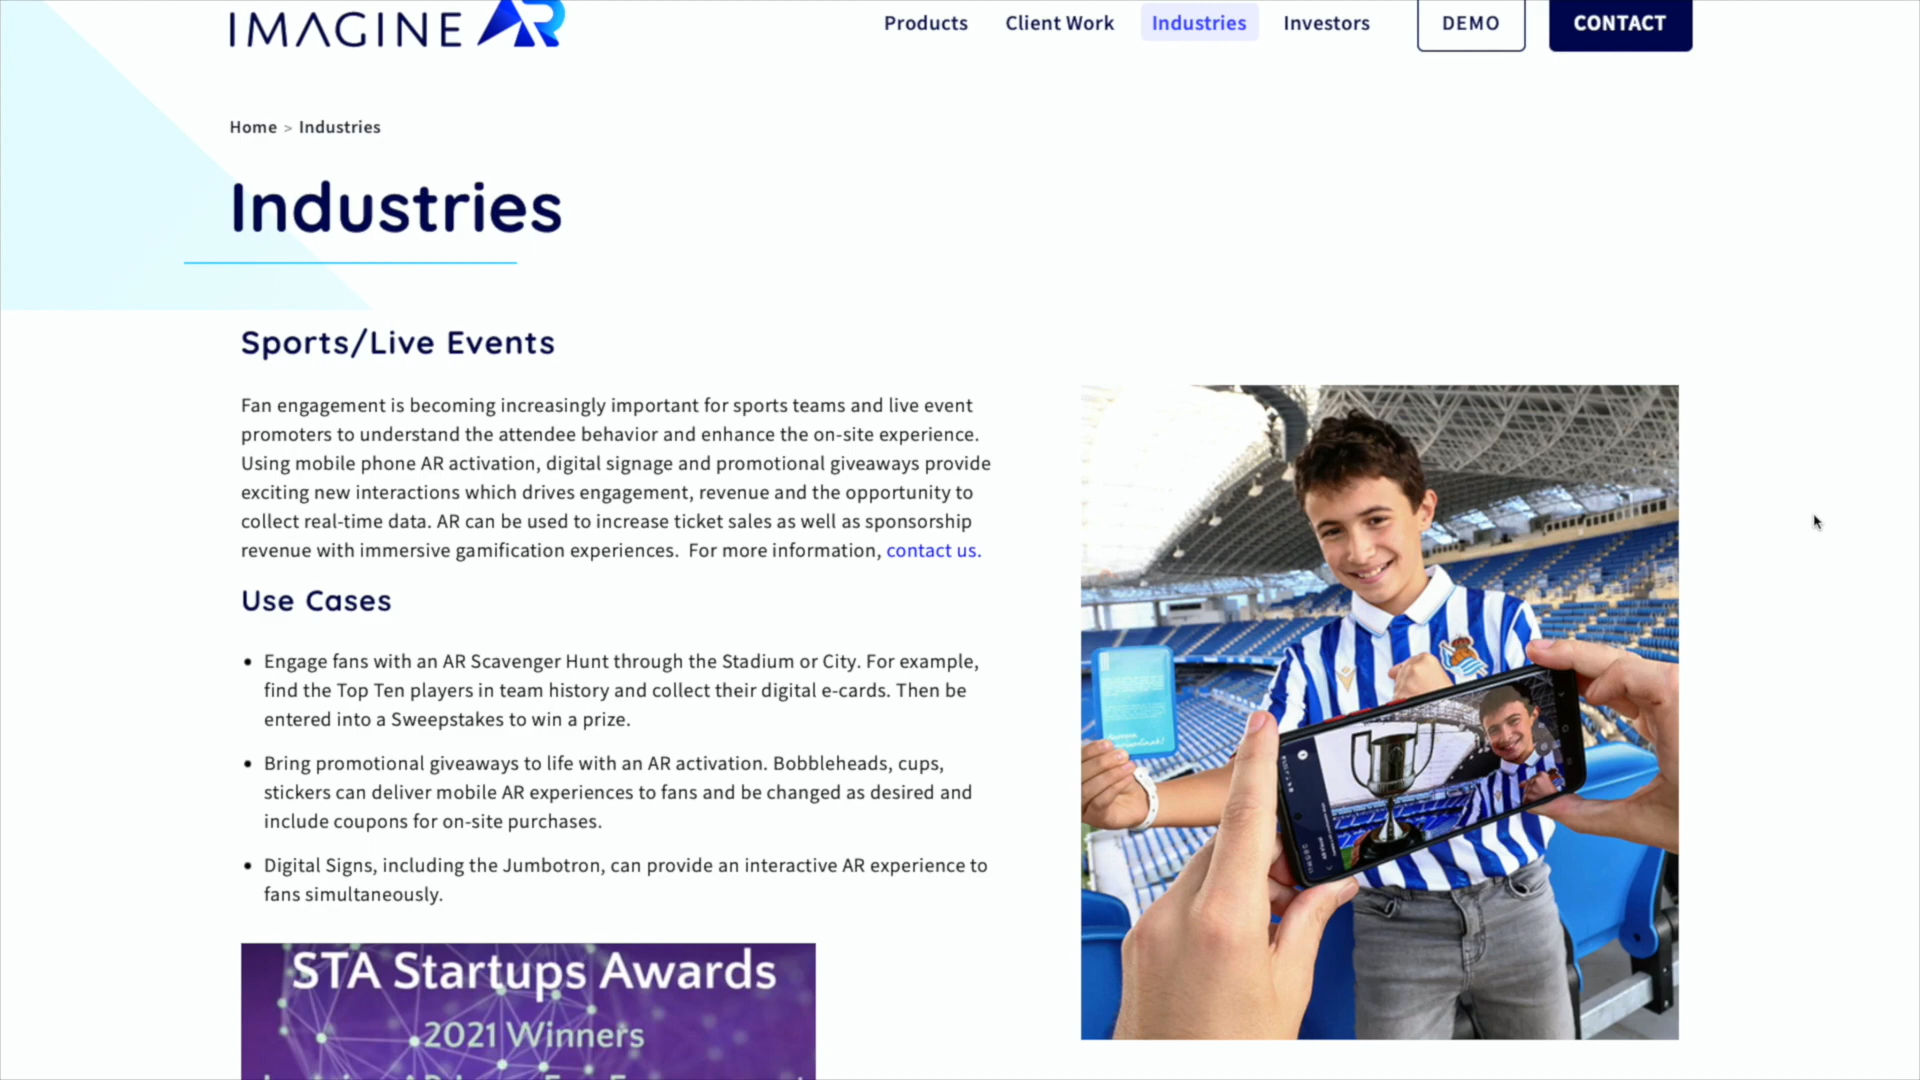 IMAGINE AR
Products
Client Work
Industries
Investors
DEMO
CONTACT
Home > Industries
Industries
Sports/Live Events
Fan engagement is becoming increasingly important for sports teams and live event
promoters to understand the attendee behavior and enhance the on-site experience.
Using mobile phone AR activation, digital signage and promotional giveaways provide
exciting new interactions which drives engagement, revenue and the opportunity to
collect real-time data. AR can be used to increase ticket sales as well as sponsorship
revenue with immersive gamification experiences. For more information, contact us.
Use Cases
• Engage fans with an AR Scavenger Hunt through the Stadium or City. For example,
find the Top Ten players in team history and collect their digital e-cards. Then be
entered into a Sweepstakes to win a prize.
• Bring promotional giveaways to life with an AR activation. Bobbleheads, cups,
stickers can deliver mobile AR experiences to fans and be changed as desired and
include coupons for on-site purchases.
• Digital Signs, including the Jumbotron, can provide an interactive AR experience to
fans simultaneously.
STA Startups Awards
2021 Winners